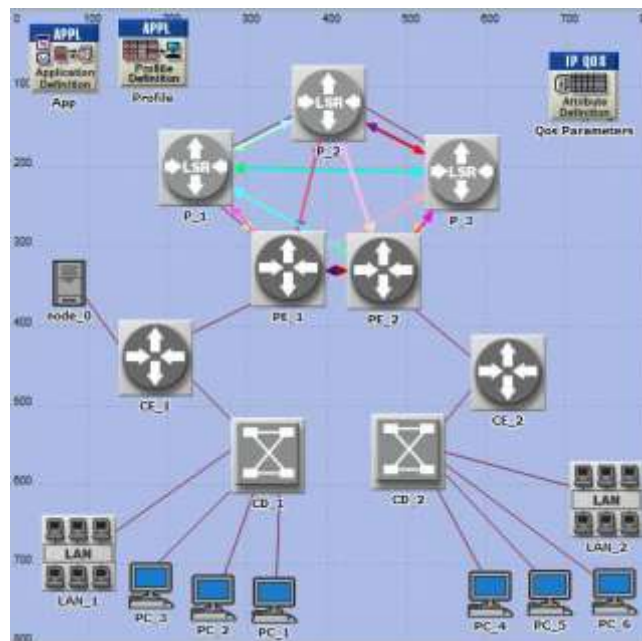 0 100 200 300 400 500 600 700
APPL
Application
Definition
App
APPL
Profile
Definition
Profile
IP QOS
Attribute
Definition
Qos Parameters
100
LSR
P_2
200
LSR
P_1
LSR
P_3
300
PE_1
PE_2
node_0
400
CE_1
CE_2
500
CD_1
CD_2
600
LAN
LAN_1
LAN
LAN_2
700
PC_3
PC_2
PC_1
PC_4
PC_5
PC_6
800